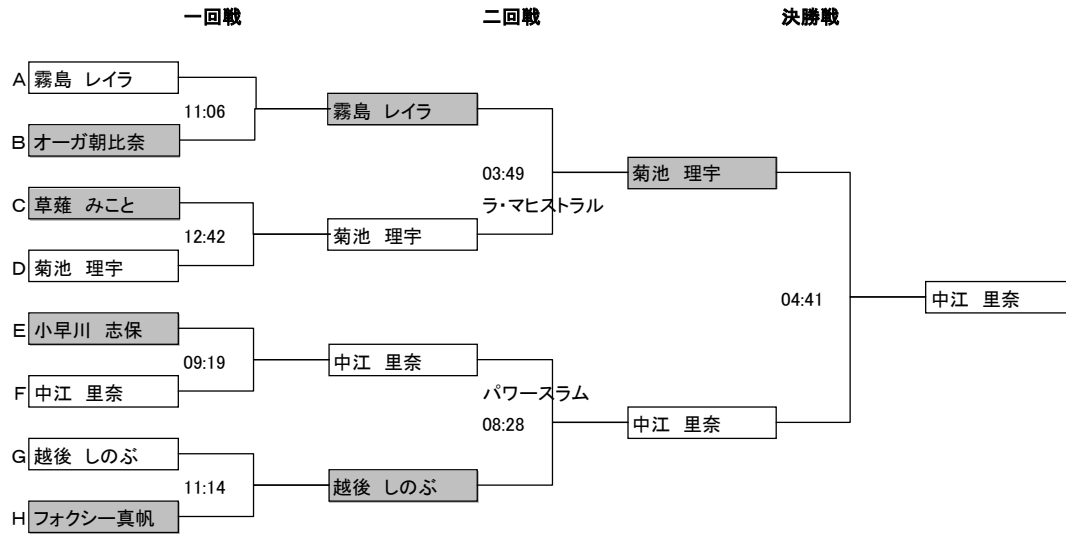 一回戦
二回戦
決勝戦
A 霧島 レイラ
11:06
B オーガ朝比奈
霧島 レイラ
C 草薙 みこと
12:42
D 菊池 理宇
菊池 理宇
03:49
ラ・マヒストラル
菊池 理宇
E 小早川 志保
09:19
F 中江 里奈
中江 里奈
G 越後 しのぶ
11:14
H フォクシー真帆
越後 しのぶ
パワースラム
08:28
中江 里奈
04:41
中江 里奈